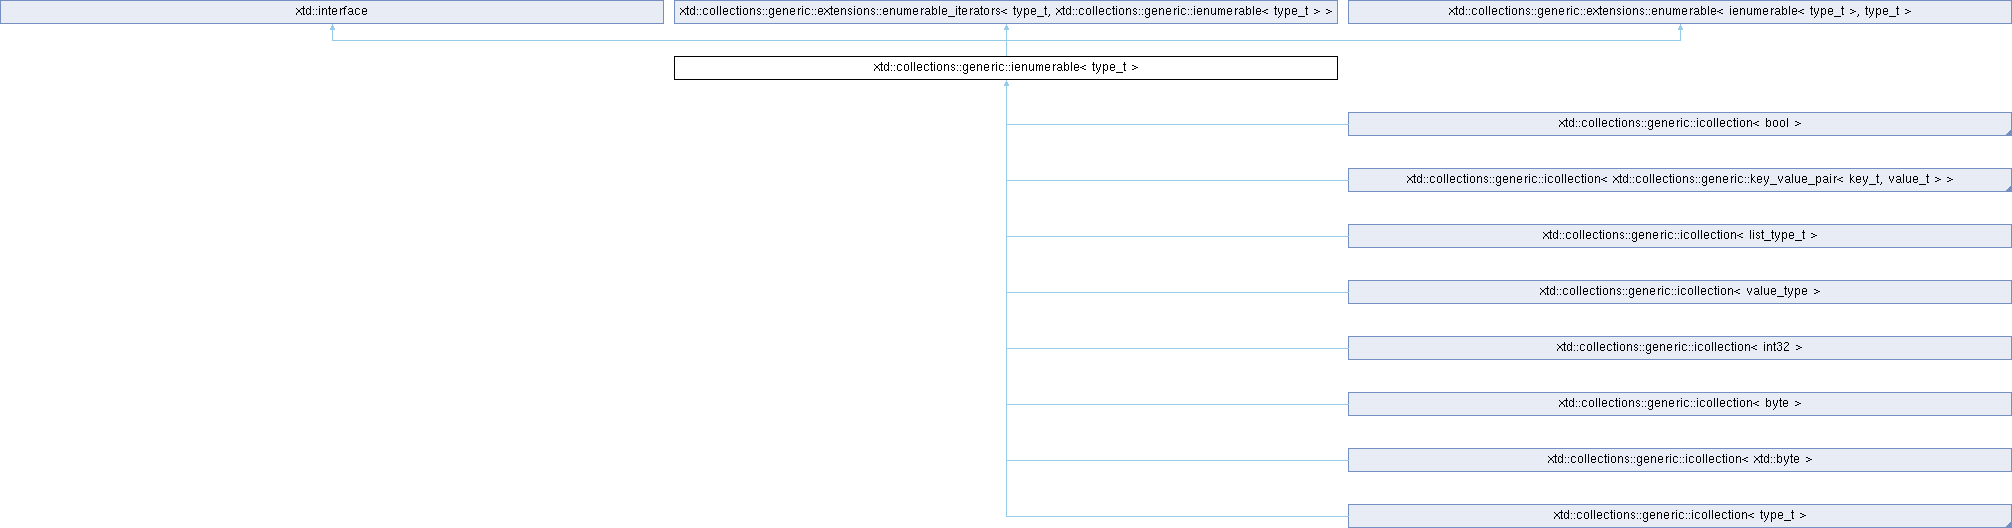 xtd::interface
xtd::collections::generic::extensions::enumerable_iterators< type_t, xtd::collections::generic::ienumerable< type_t > >
xtd::collections::generic::extensions::enumerable< ienumerable< type_t >, type_t >
xtd::collections::generic::ienumerable< type_t >
xtd::collections::generic::icollection< bool >
xtd::collections::generic::icollection< xtd::collections::generic::key_value_pair< key_t, value_t > >
xtd::collections::generic::icollection< list_type_t >
xtd::collections::generic::icollection< value_type >
xtd::collections::generic::icollection< int32 >
xtd::collections::generic::icollection< byte >
xtd::collections::generic::icollection< xtd::byte >
xtd::collections::generic::icollection< type_t >